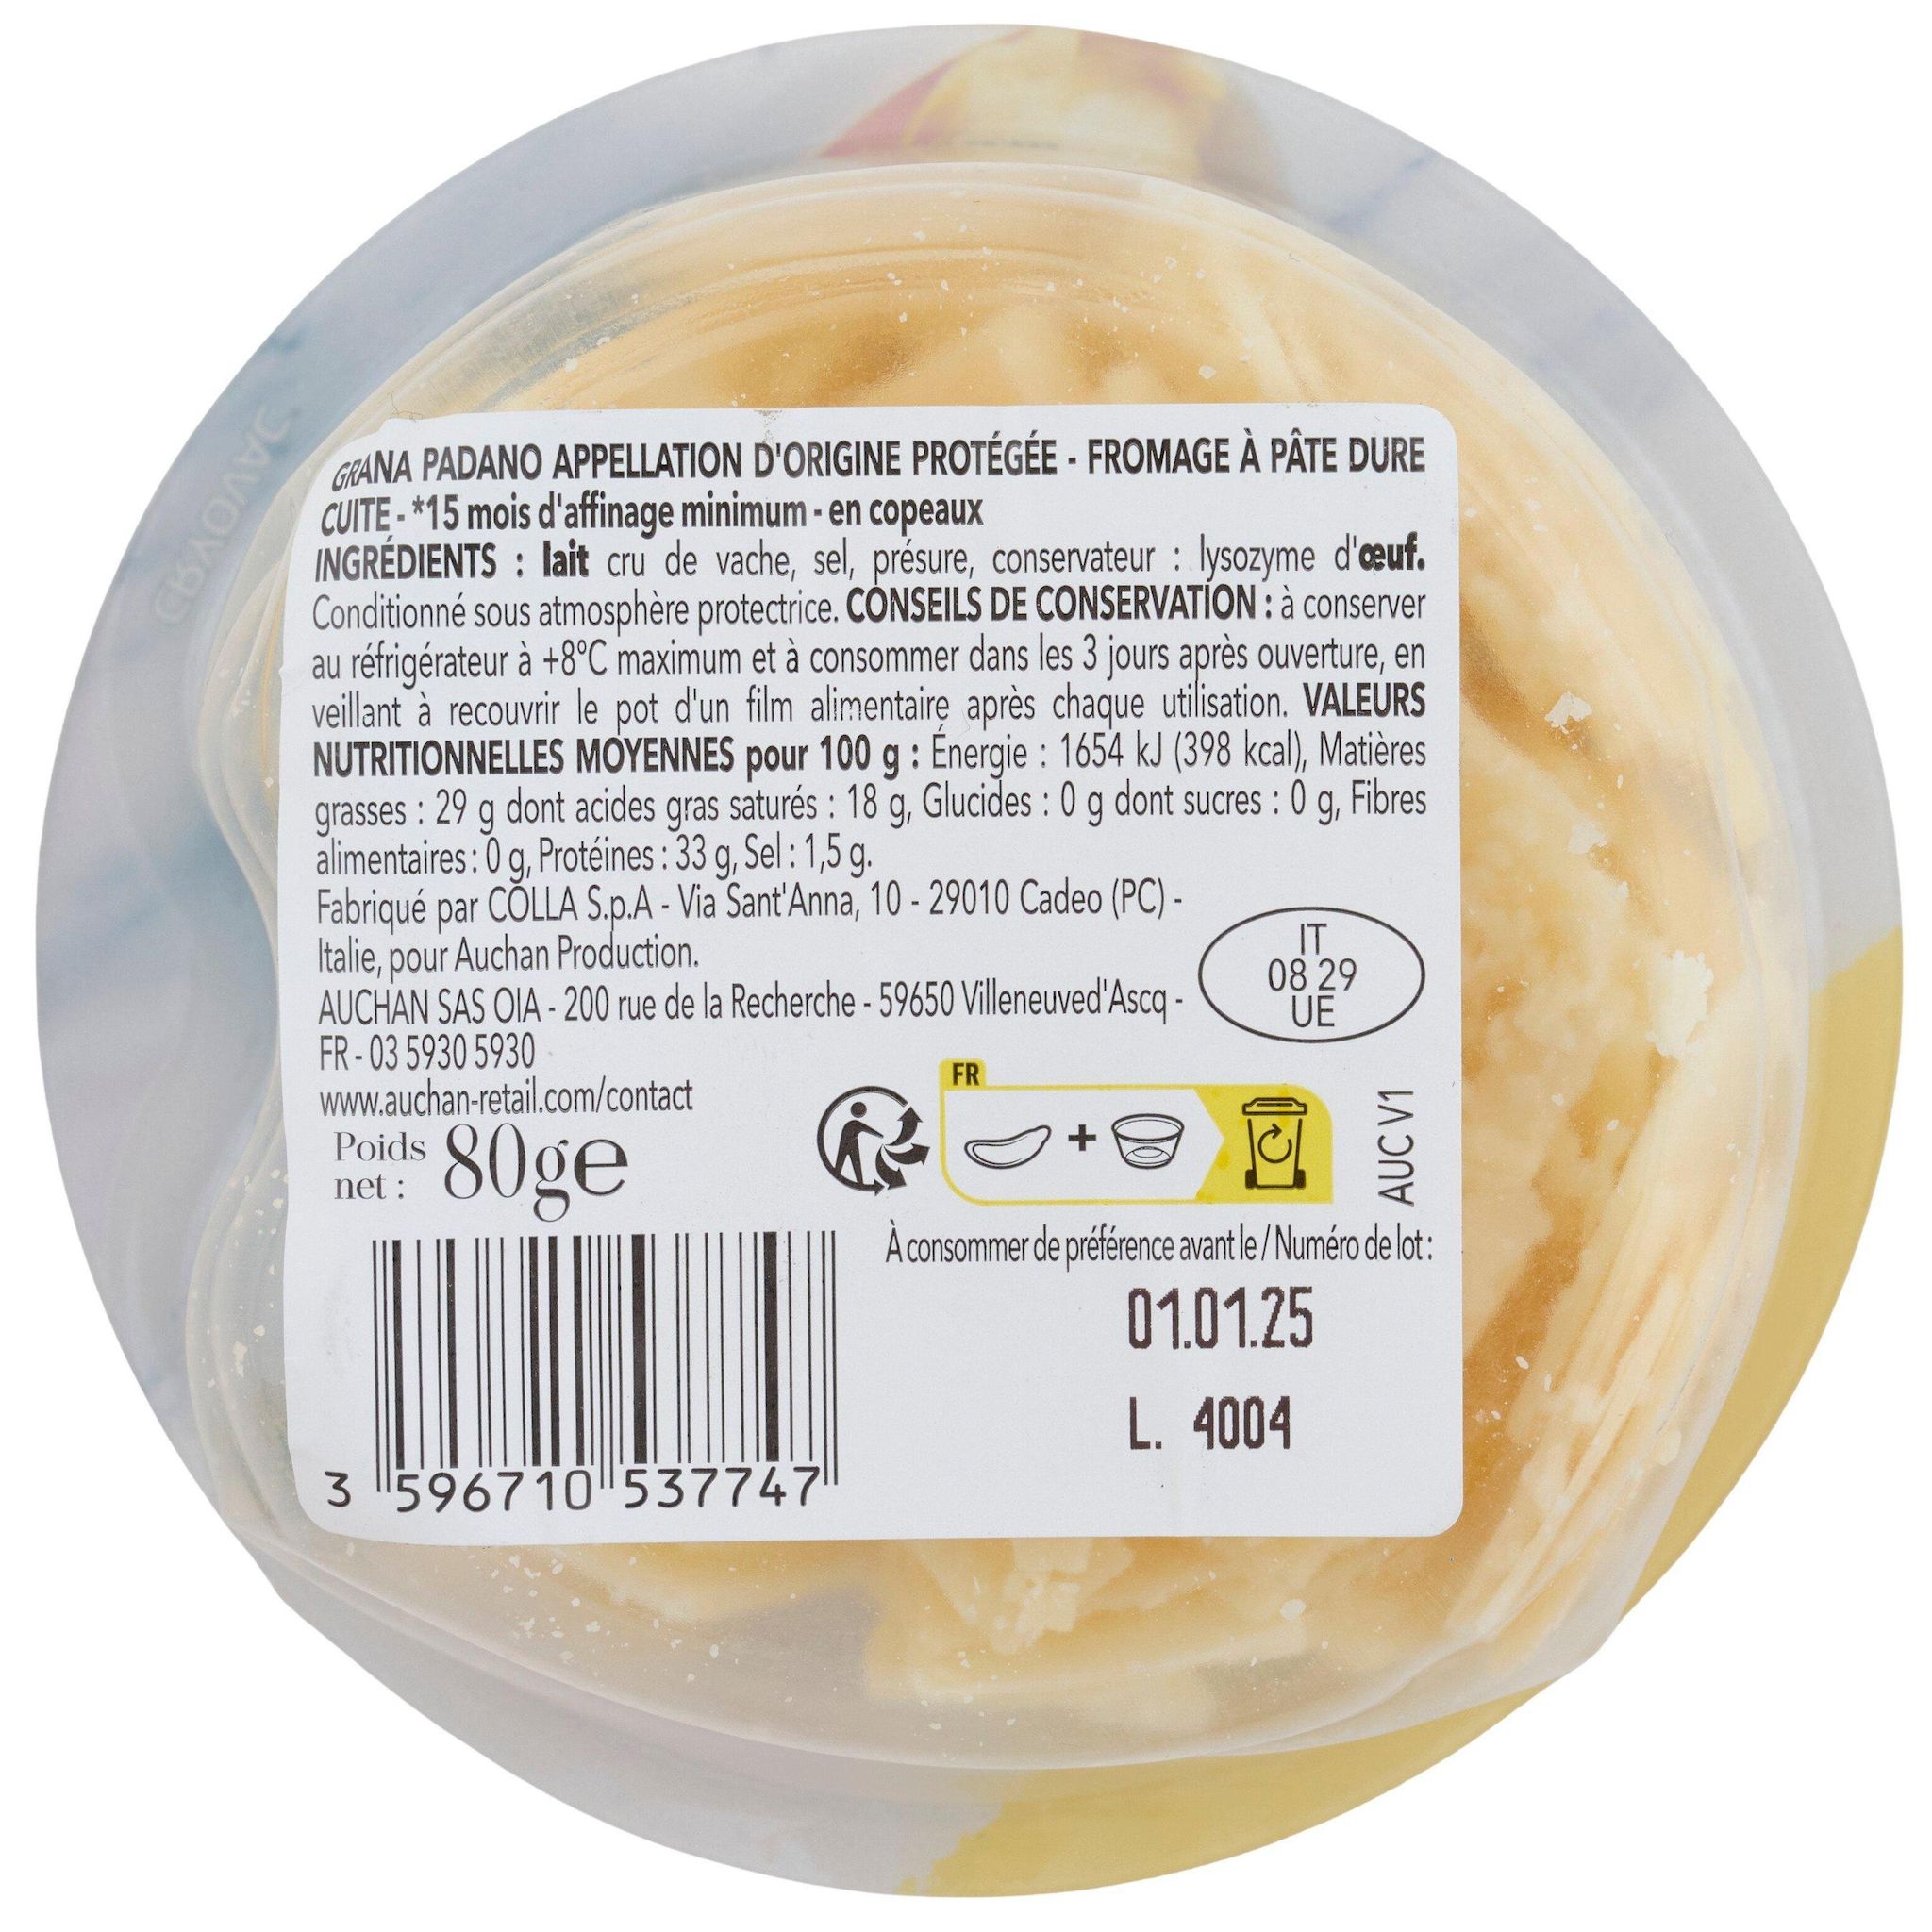 CRYOVAC
GRANA PADANO APPELLATION D'ORIGINE PROTÉGÉE - FROMAGE À PÂTE DURE
CUITE - *15 mois d'affinage minimum - en copeaux
INGRÉDIENTS : lait cru de vache, sel, présure, conservateur : lysozyme d'œuf.
Conditionné sous atmosphère protectrice. CONSEILS DE CONSERVATION : à conserver
au réfrigérateur à +8°C maximum et à consommer dans les 3 jours après ouverture, en
veillant à recouvrir le pot d'un film alimentaire après chaque utilisation. VALEURS
NUTRITIONNELLES MOYENNES pour 100 g : Énergie : 1654 kJ (398 kcal), Matières
grasses : 29 g dont acides gras saturés : 18 g, Glucides : 0 g dont sucres : 0 g, Fibres
alimentaires : 0 g, Protéines : 33 g, Sel : 1,5 g.
Fabriqué par COLLA S.p.A - Via Sant'Anna, 10 - 29010 Cadeo (PC) -
Italie, pour Auchan Production.
AUCHAN SAS OIA - 200 rue de la Recherche - 59650 Villeneuved'Ascq -
FR - 03 5930 5930
www.auchan-retail.com/contact
IT
08 29
UE
Poids
net : 80ge
FR
+
AUC V1
À consommer de préférence avant le / Numéro de lot :
01.01.25
L. 4004
3 596710 537747